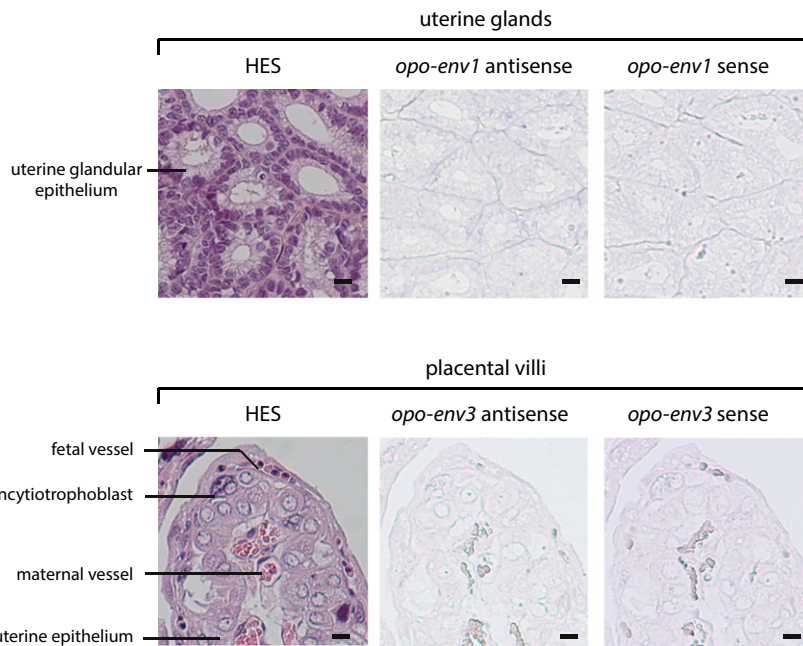 uterine glands
HES
opo-env1 antisense
opo-env1 sense
uterine glandular
epithelium
placental villi
HES
opo-env3 antisense
opo-env3 sense
fetal vessel
ncytiotrophoblast
maternal vessel
uterine epithelium